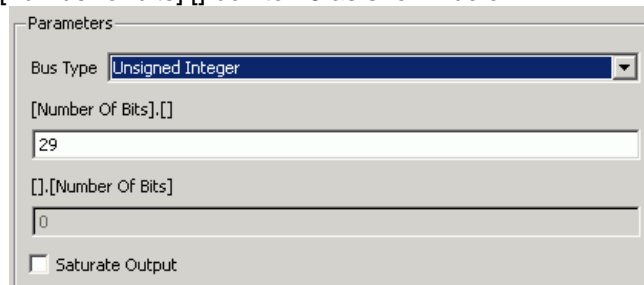 Parameters
Bus Type Unsigned Integer
[Number Of Bits].[]
29
[].[Number Of Bits]
0
Saturate Output